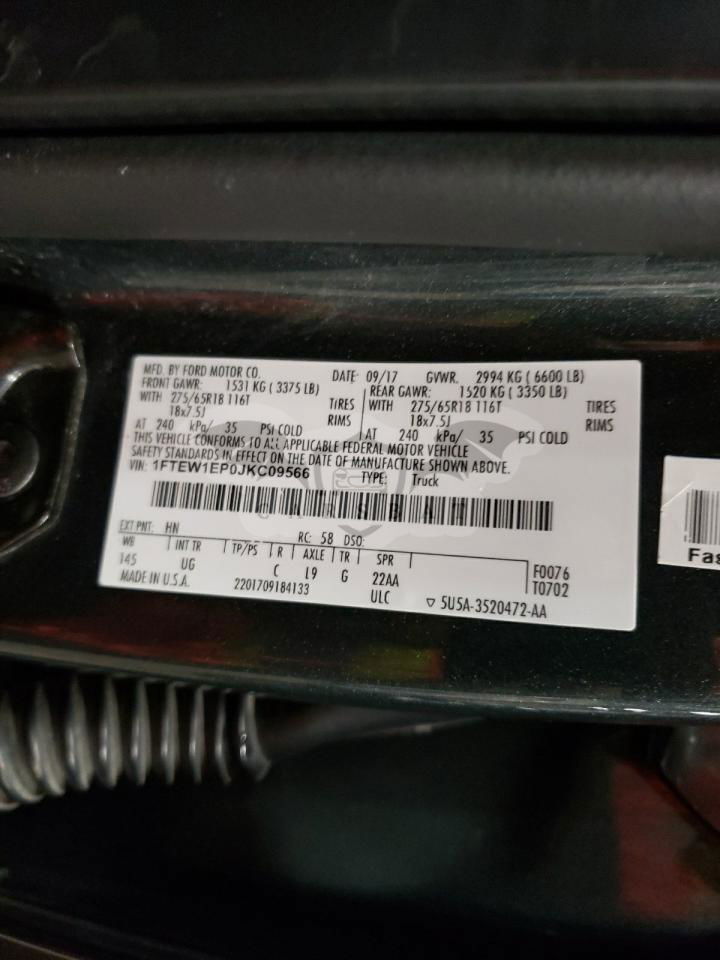 MFD. BY FORD MOTOR CO. DATE: 09/17 GVWR. 2994 KG ( 6600 LB)
FRONT GAWR: 1531 KG ( 3375 LB) REAR GAWR: 1520 KG ( 3350 LB)
WITH 275/65R18 116T TIRES WITH 275/65R18 116T TIRES
18x7.5J RIMS 18x7.5J RIMS
AT 240 kPa/ 35 PSI COLD AT 240 kPa/ 35 PSI COLD
THIS VEHICLE CONFORMS TO ALL APPLICABLE FEDERAL MOTOR VEHICLE
SAFETY STANDARDS IN EFFECT ON THE DATE OF MANUFACTURE SHOWN ABOVE.
VIN: 1FTEW1EP0JKC09566 TYPE: Truck
EXT PNT: HN RC: 58 DSO:
WB INT TR TP/PS R AXLE TR SPR F0076
145 UG C L9 G 22AA T0702
MADE IN U.S.A. 2201709184133 ULC 5U5A-3520472-AA
Fas